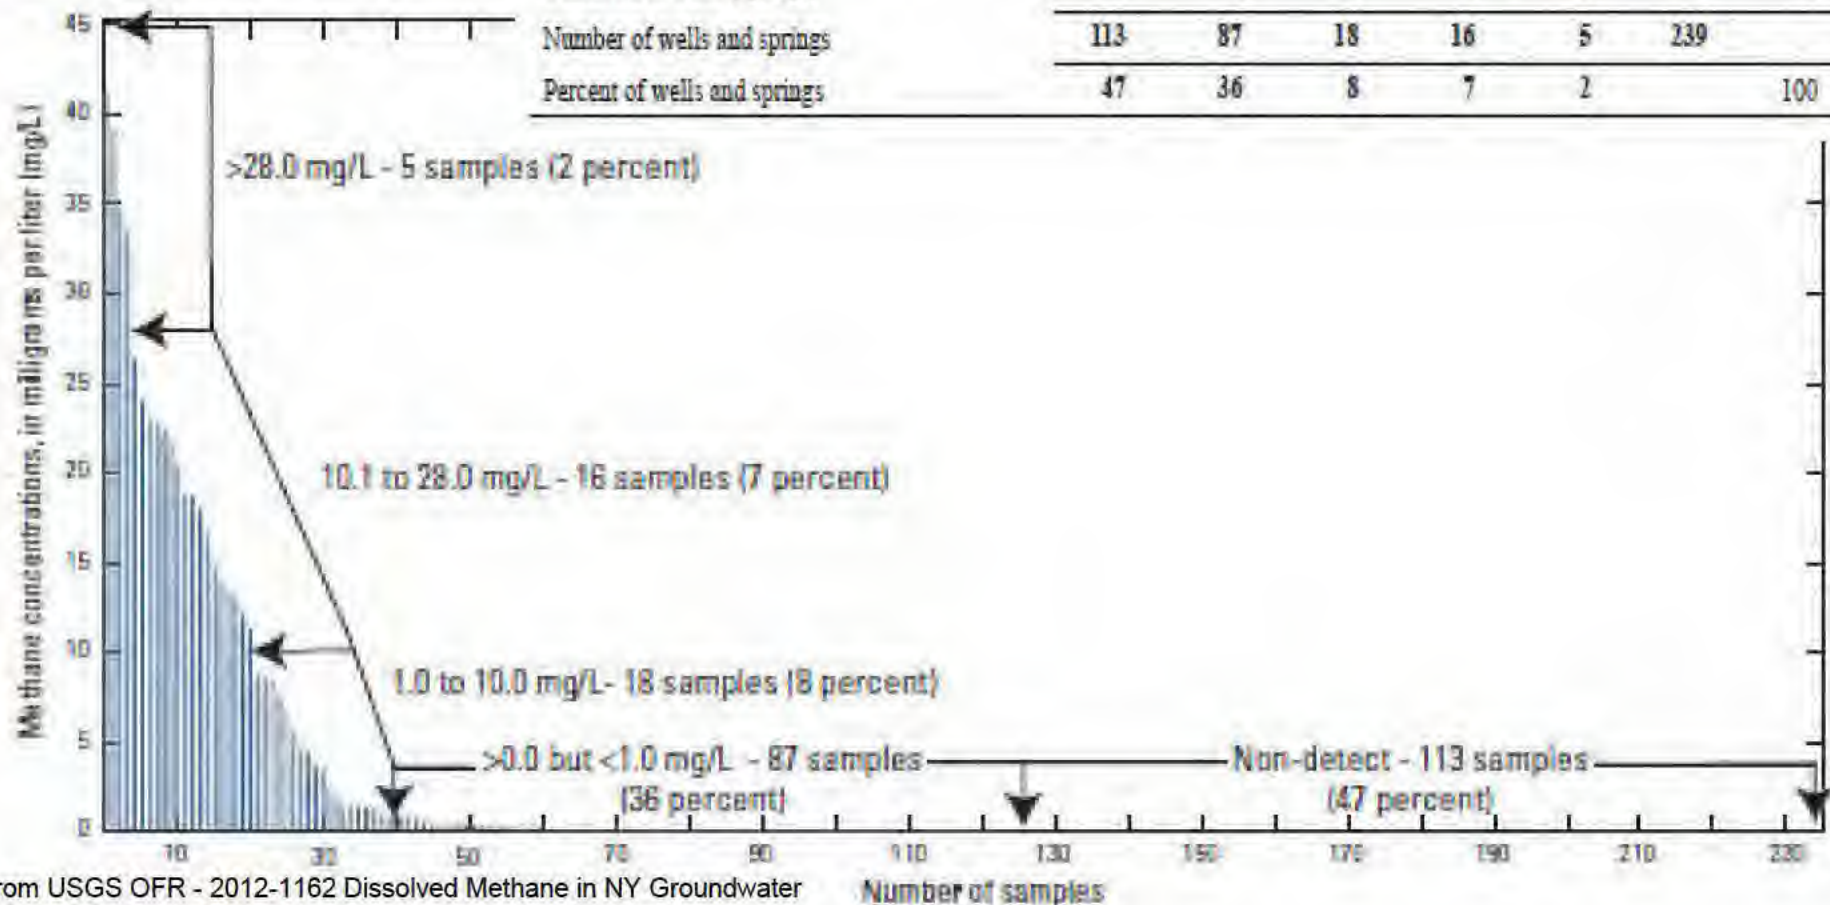 Number of wells and springs 113 87 18 16 5 239
Percent of wells and springs 47 36 8 7 2 100
Methane concentrations, in milligrams per liter (mg/L)
45
40
35
30
25
20
15
10
5
0
>28.0 mg/L - 5 samples (2 percent)
10.1 to 28.0 mg/L - 16 samples (7 percent)
1.0 to 10.0 mg/L- 18 samples (8 percent)
>0.0 but <1.0 mg/L - 87 samples
(36 percent)
Non-detect - 113 samples
(47 percent)
10 30 50 70 90 110 130 150 170 190 210 230
rom USGS OFR - 2012-1162 Dissolved Methane in NY Groundwater
Number of samples